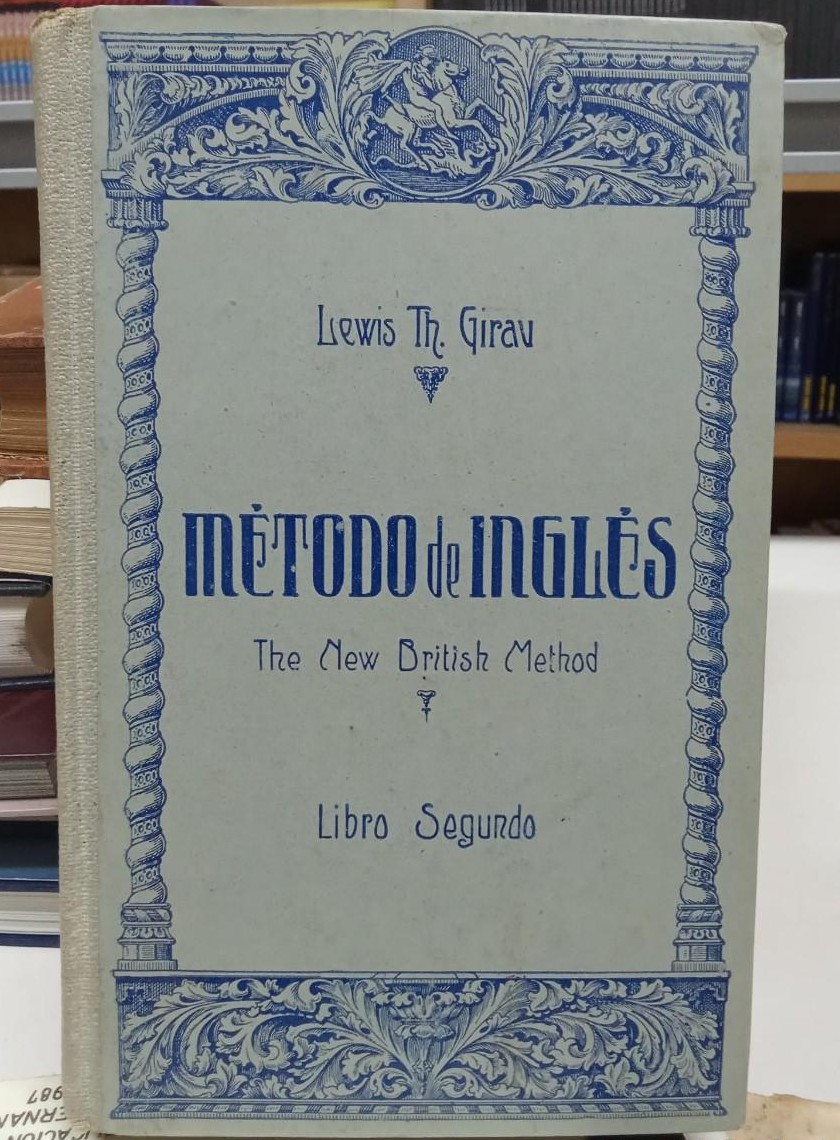 Lewis Th. Girau
MÉTODO de INGLÉS
The New British Method
Libro Segundo